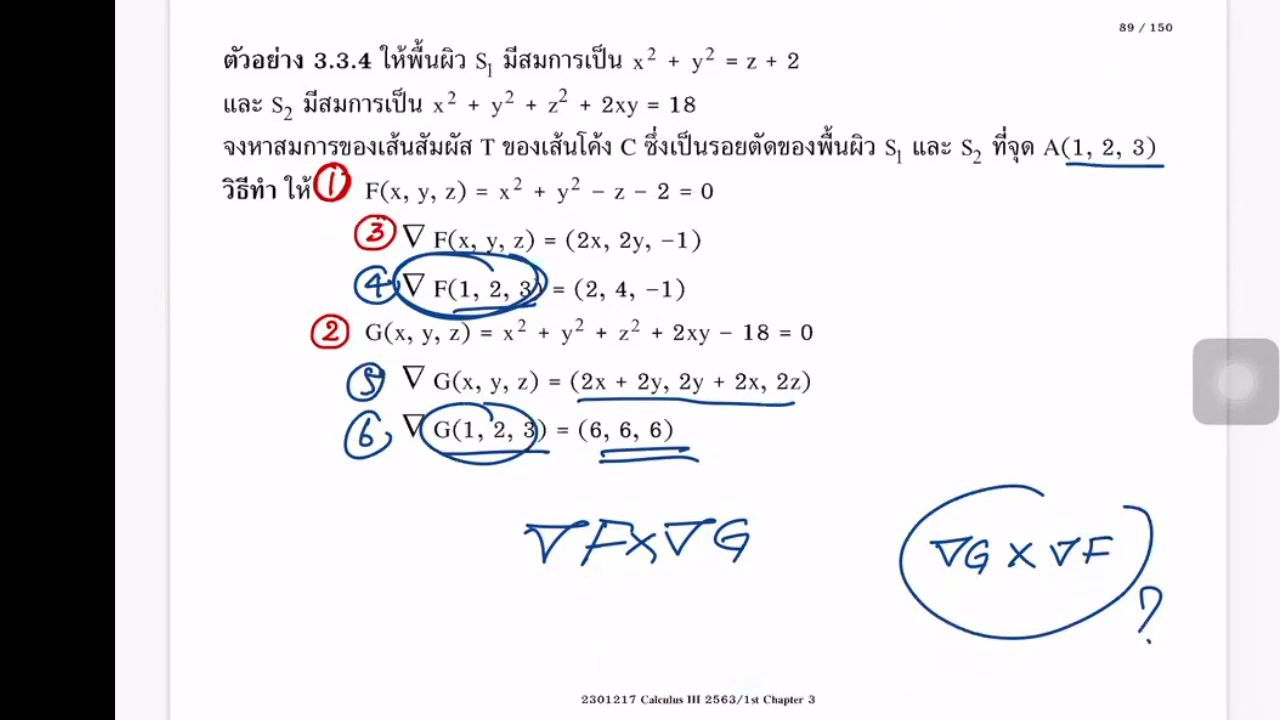 89 / 150
ตัวอย่าง 3.3.4 ให้พื้นผิว S₁ มีสมการเป็น x² + y² = z + 2
และ S₂ มีสมการเป็น x² + y² + z² + 2xy = 18
จงหาสมการของเส้นสัมผัส T ของเส้นโค้ง C ซึ่งเป็นรอยตัดของพื้นผิว S₁ และ S₂ ที่จุด A(1, 2, 3)
วิธีทำ ให้ ① F(x, y, z) = x² + y² − z − 2 = 0
③ ∇ F(x, y, z) = (2x, 2y, −1)
④ ∇ F(1, 2, 3) = (2, 4, −1)
② G(x, y, z) = x² + y² + z² + 2xy − 18 = 0
⑤ ∇ G(x, y, z) = (2x + 2y, 2y + 2x, 2z)
⑥ ∇ G(1, 2, 3) = (6, 6, 6)
∇F×∇G ∇G × ∇F ?
2301217 Calculus III 2563/1st Chapter 3